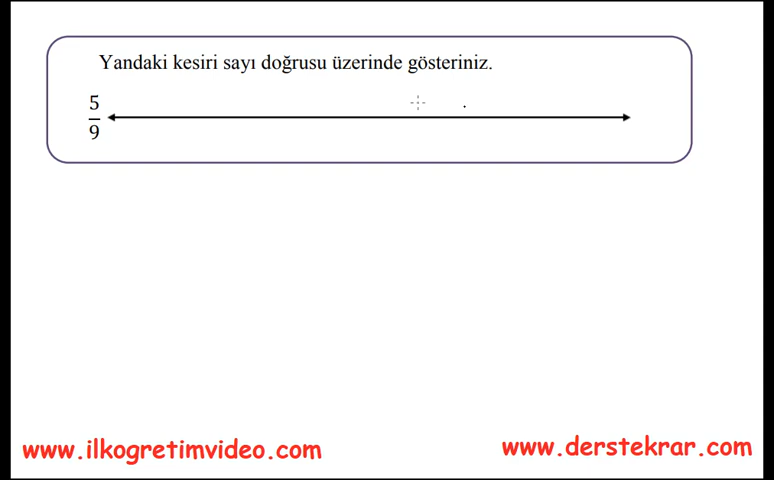 Yandaki kesiri sayı doğrusu üzerinde gösteriniz.
5
9
www.ilkogretimvideo.com
www.derstekrar.com